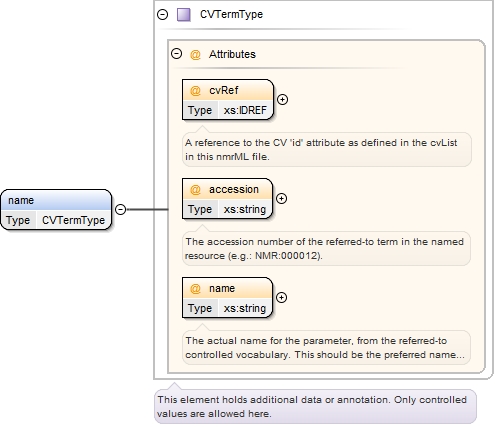 CVTermType
@ Attributes
@ cvRef
Type xs:IDREF
A reference to the CV 'id' attribute as defined in the cvList
in this nmrML file.
@ accession
Type xs:string
The accession number of the referred-to term in the named
resource (e.g.: NMR:000012).
name
Type CVTermType
@ name
Type xs:string
The actual name for the parameter, from the referred-to
controlled vocabulary. This should be the preferred name...
This element holds additional data or annotation. Only controlled
values are allowed here.